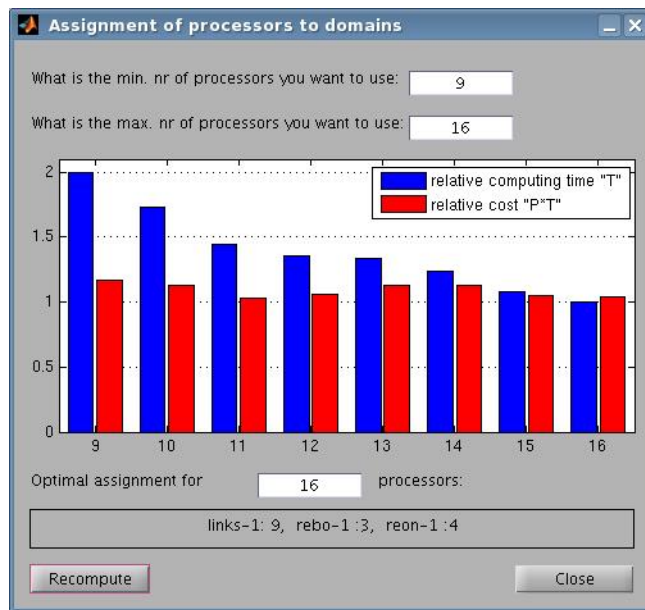 Assignment of processors to domains
What is the min. nr of processors you want to use: 9
What is the max. nr of processors you want to use: 16
relative computing time "T"
relative cost "P*T"
2
1.5
1
0.5
0
9 10 11 12 13 14 15 16
Optimal assignment for 16 processors:
links-1: 9, rebo-1 :3, reon-1 :4
Recompute Close